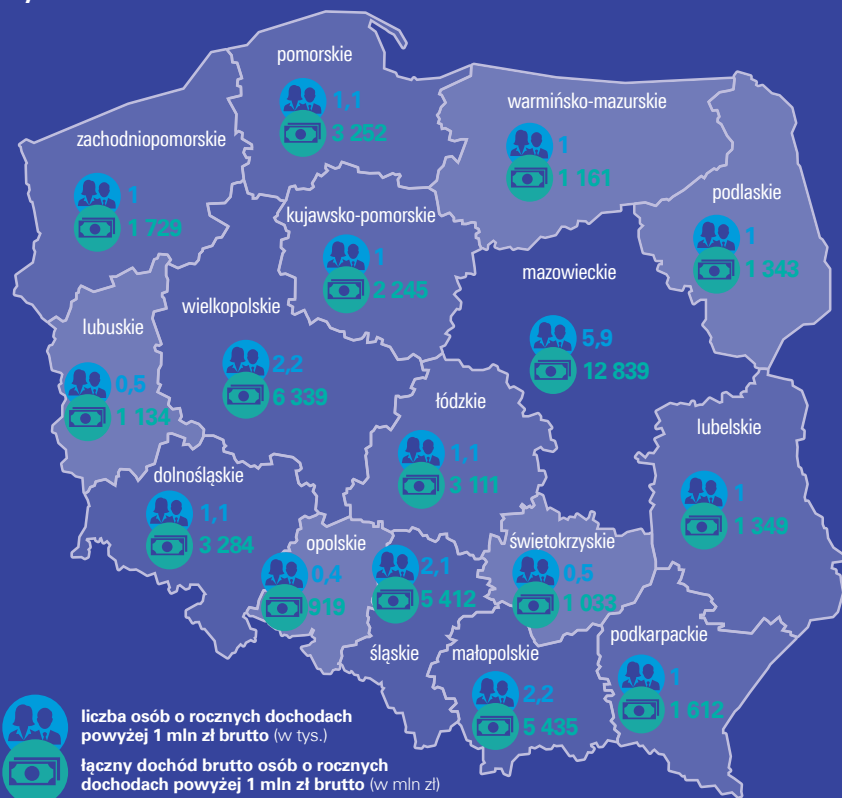 pomorskie
1,1
3 252
warmińsko-mazurskie
1
1 161
zachodniopomorskie
1
1 729
podlaskie
1
1 343
kujawsko-pomorskie
1
2 245
mazowieckie
5,9
12 839
wielkopolskie
2,2
6 339
lubuskie
0,5
1 134
łódzkie
1,1
3 111
lubelskie
1
1 349
dolnośląskie
1,1
3 284
opolskie
0,4
919
2,1
5 412
śląskie
świętokrzyskie
0,5
1 033
małopolskie
2,2
5 435
podkarpackie
1
1 612
liczba osób o rocznych dochodach
powyżej 1 mln zł brutto (w tys.)
łączny dochód brutto osób o rocznych
dochodach powyżej 1 mln zł brutto (w mln zł)